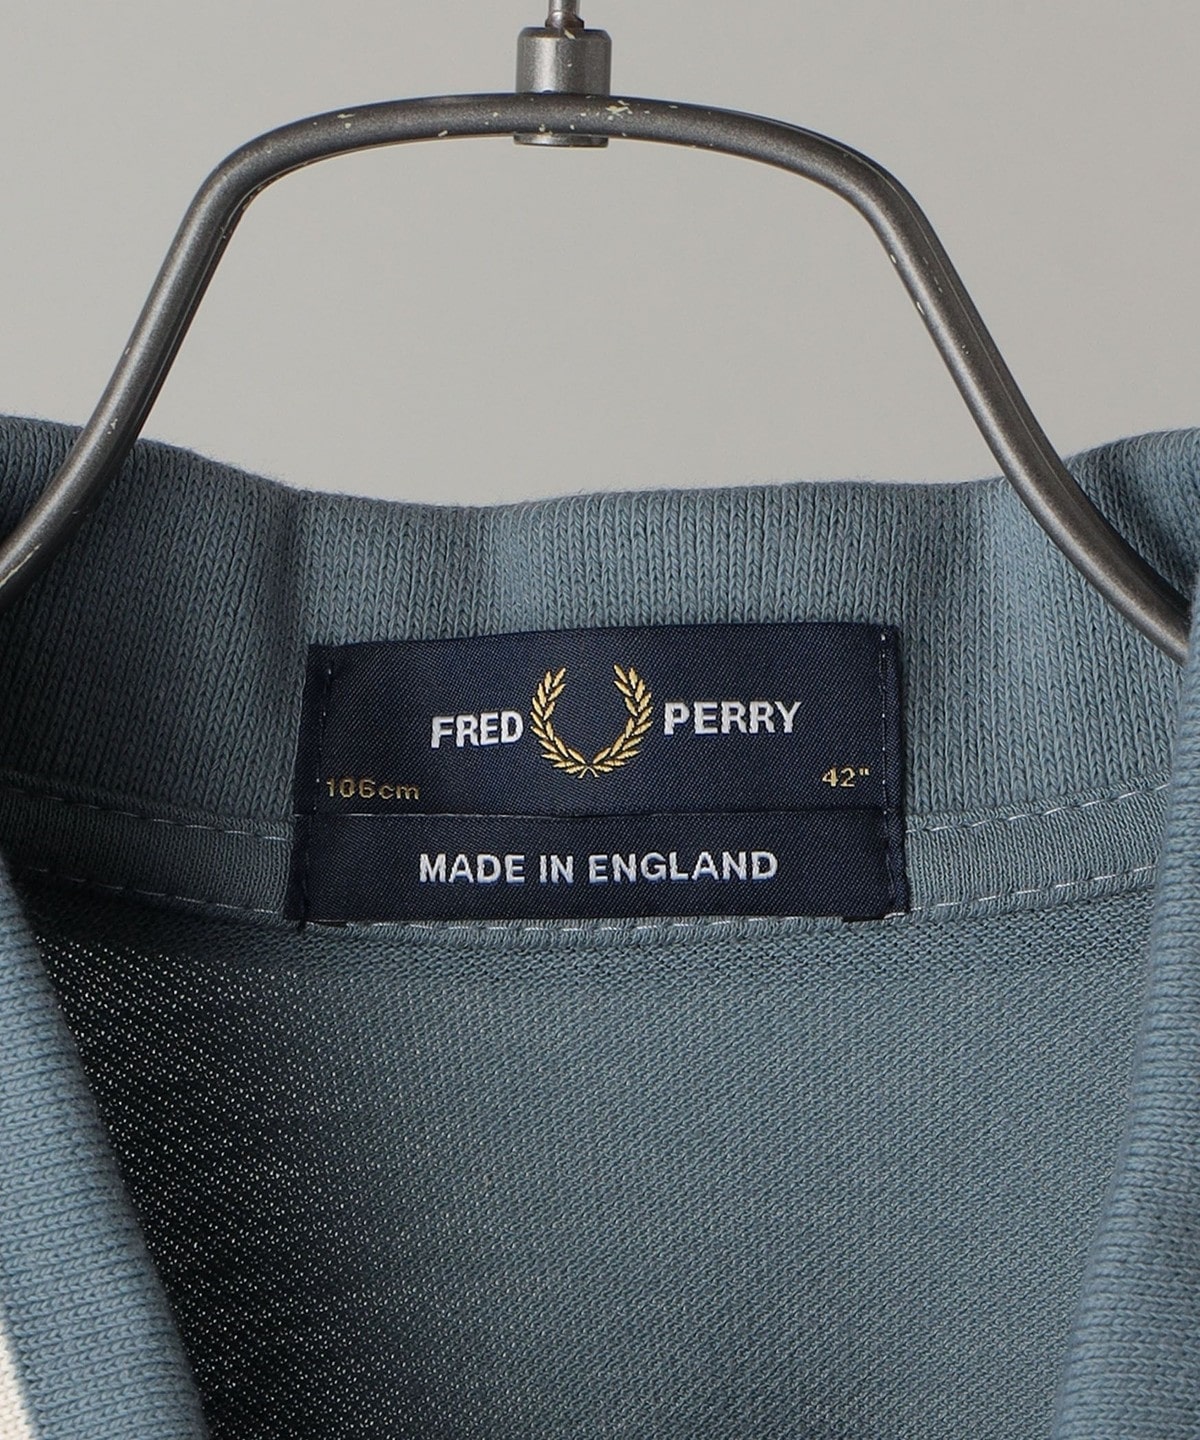 FRED PERRY
106cm 42"
MADE IN ENGLAND